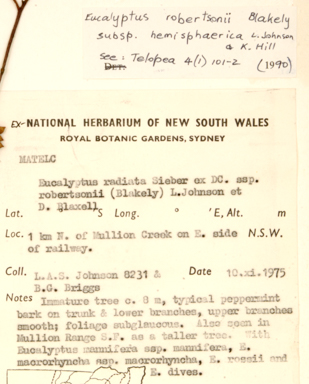 Eucalyptus robertsonii Blakely
subsp. hemisphaerica L. Johnson
& K. Hill
See: Telopea 4(1) 101-2 (1990)
Det:
Ex-NATIONAL HERBARIUM OF NEW SOUTH WALES
ROYAL BOTANIC GARDENS, SYDNEY
MATELC
Eucalyptus radiata Sieber ex DC. ssp.
robertsonii (Blakely) L.Johnson et
D. Blaxell
Lat. °S Long. ° 'E, Alt. m
Loc. 1 km N. of Mullion Creek on E. side N.S.W.
of railway.
Coll. L.A.S. Johnson 8231 & Date 10.xi.1975
B.G. Briggs
Notes Immature tree c. 8 m, typical peppermint
bark on trunk & lower branches, upper branches
smooth; foliage subglaucous. Also seen in
Mullion Range S.F. as a taller tree. With
Eucalyptus mannifera ssp. mannifera, E.
macrorhyncha ssp. macrorhyncha, E. rossii and
E. dives.